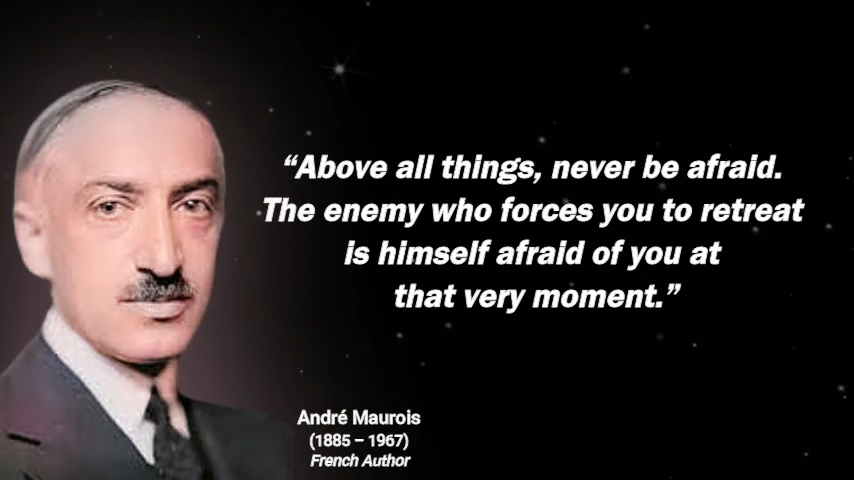 “Above all things, never be afraid.
The enemy who forces you to retreat
is himself afraid of you at
that very moment.”
André Maurois
(1885 – 1967)
French Author